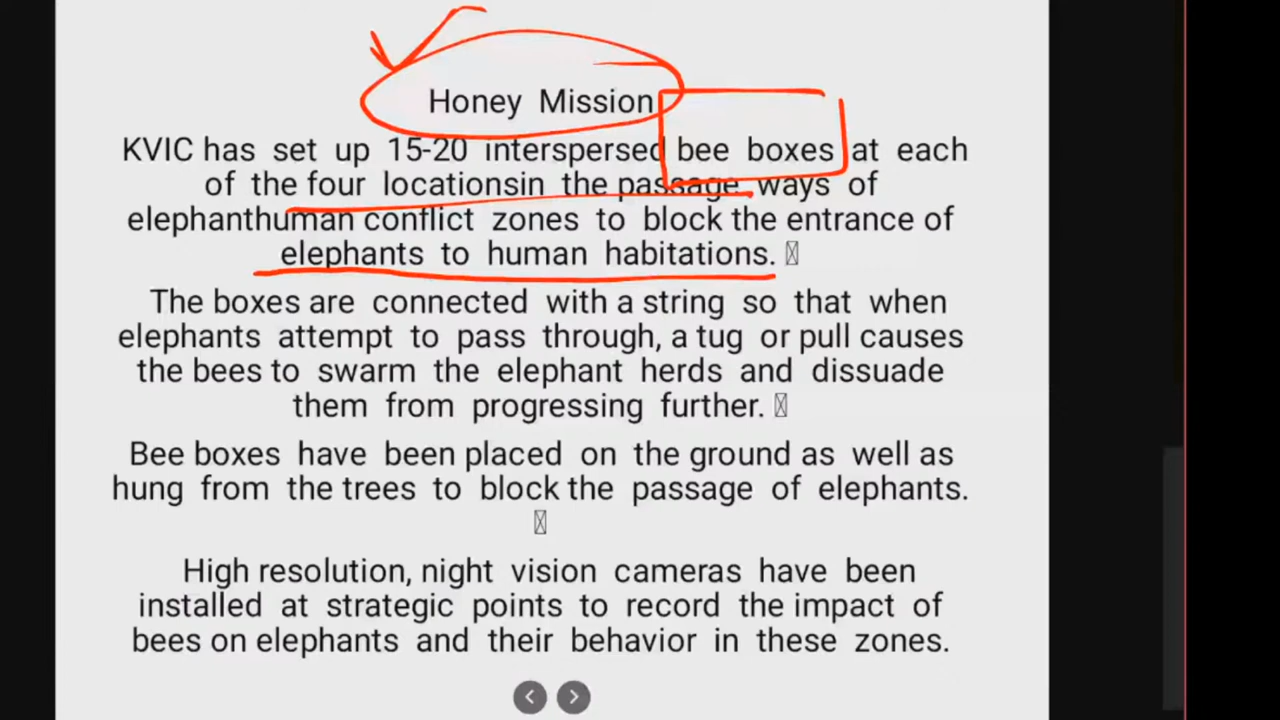 Honey Mission
KVIC has set up 15-20 interspersed bee boxes at each
of the four locationsin the passage ways of
elephanthuman conflict zones to block the entrance of
elephants to human habitations.
The boxes are connected with a string so that when
elephants attempt to pass through, a tug or pull causes
the bees to swarm the elephant herds and dissuade
them from progressing further.
Bee boxes have been placed on the ground as well as
hung from the trees to block the passage of elephants.
High resolution, night vision cameras have been
installed at strategic points to record the impact of
bees on elephants and their behavior in these zones.